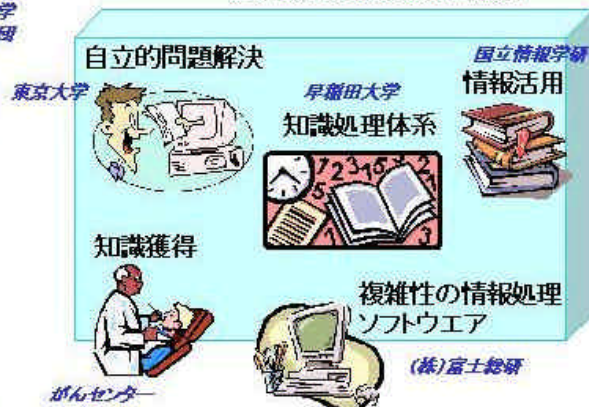 学
団
自立的問題解決
国立情報学研
東京大学
早稲田大学
情報活用
知識処理体系
知識獲得
複雑性の情報処理
ソフトウエア
(株)富士総研
がんセンター